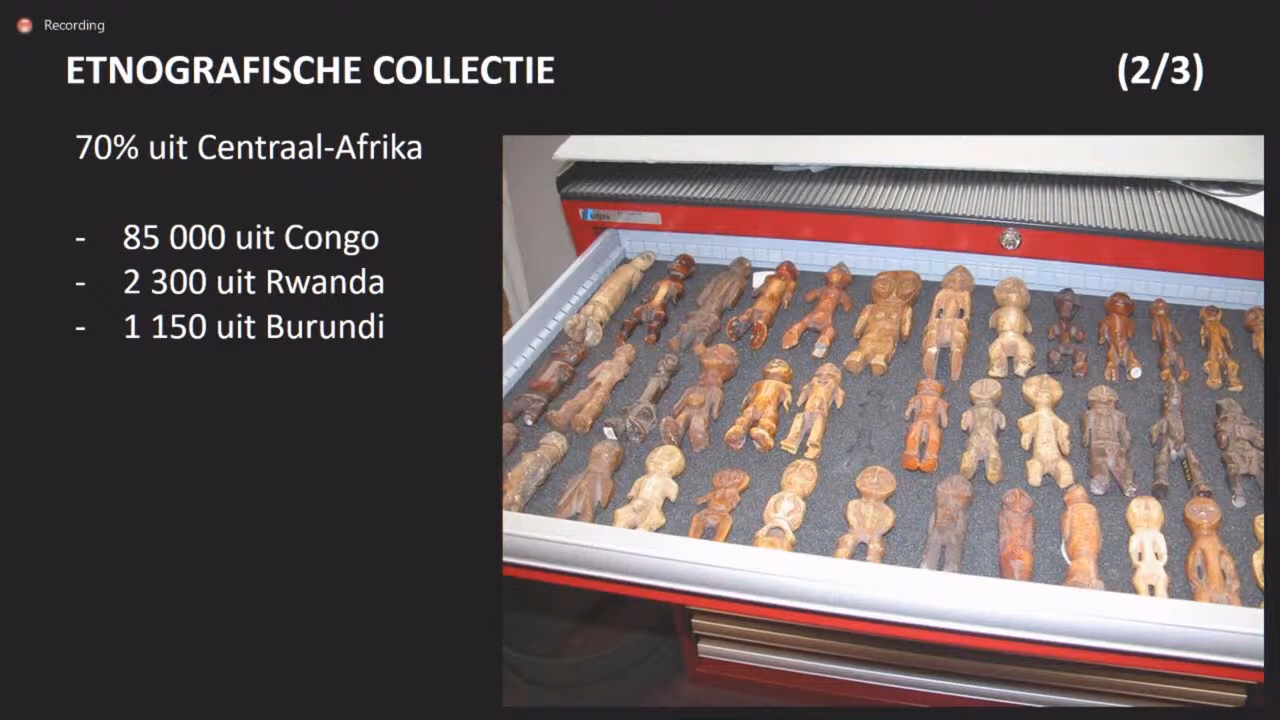 Recording
ETNOGRAFISCHE COLLECTIE (2/3)
70% uit Centraal-Afrika
- 85 000 uit Congo
- 2 300 uit Rwanda
- 1 150 uit Burundi